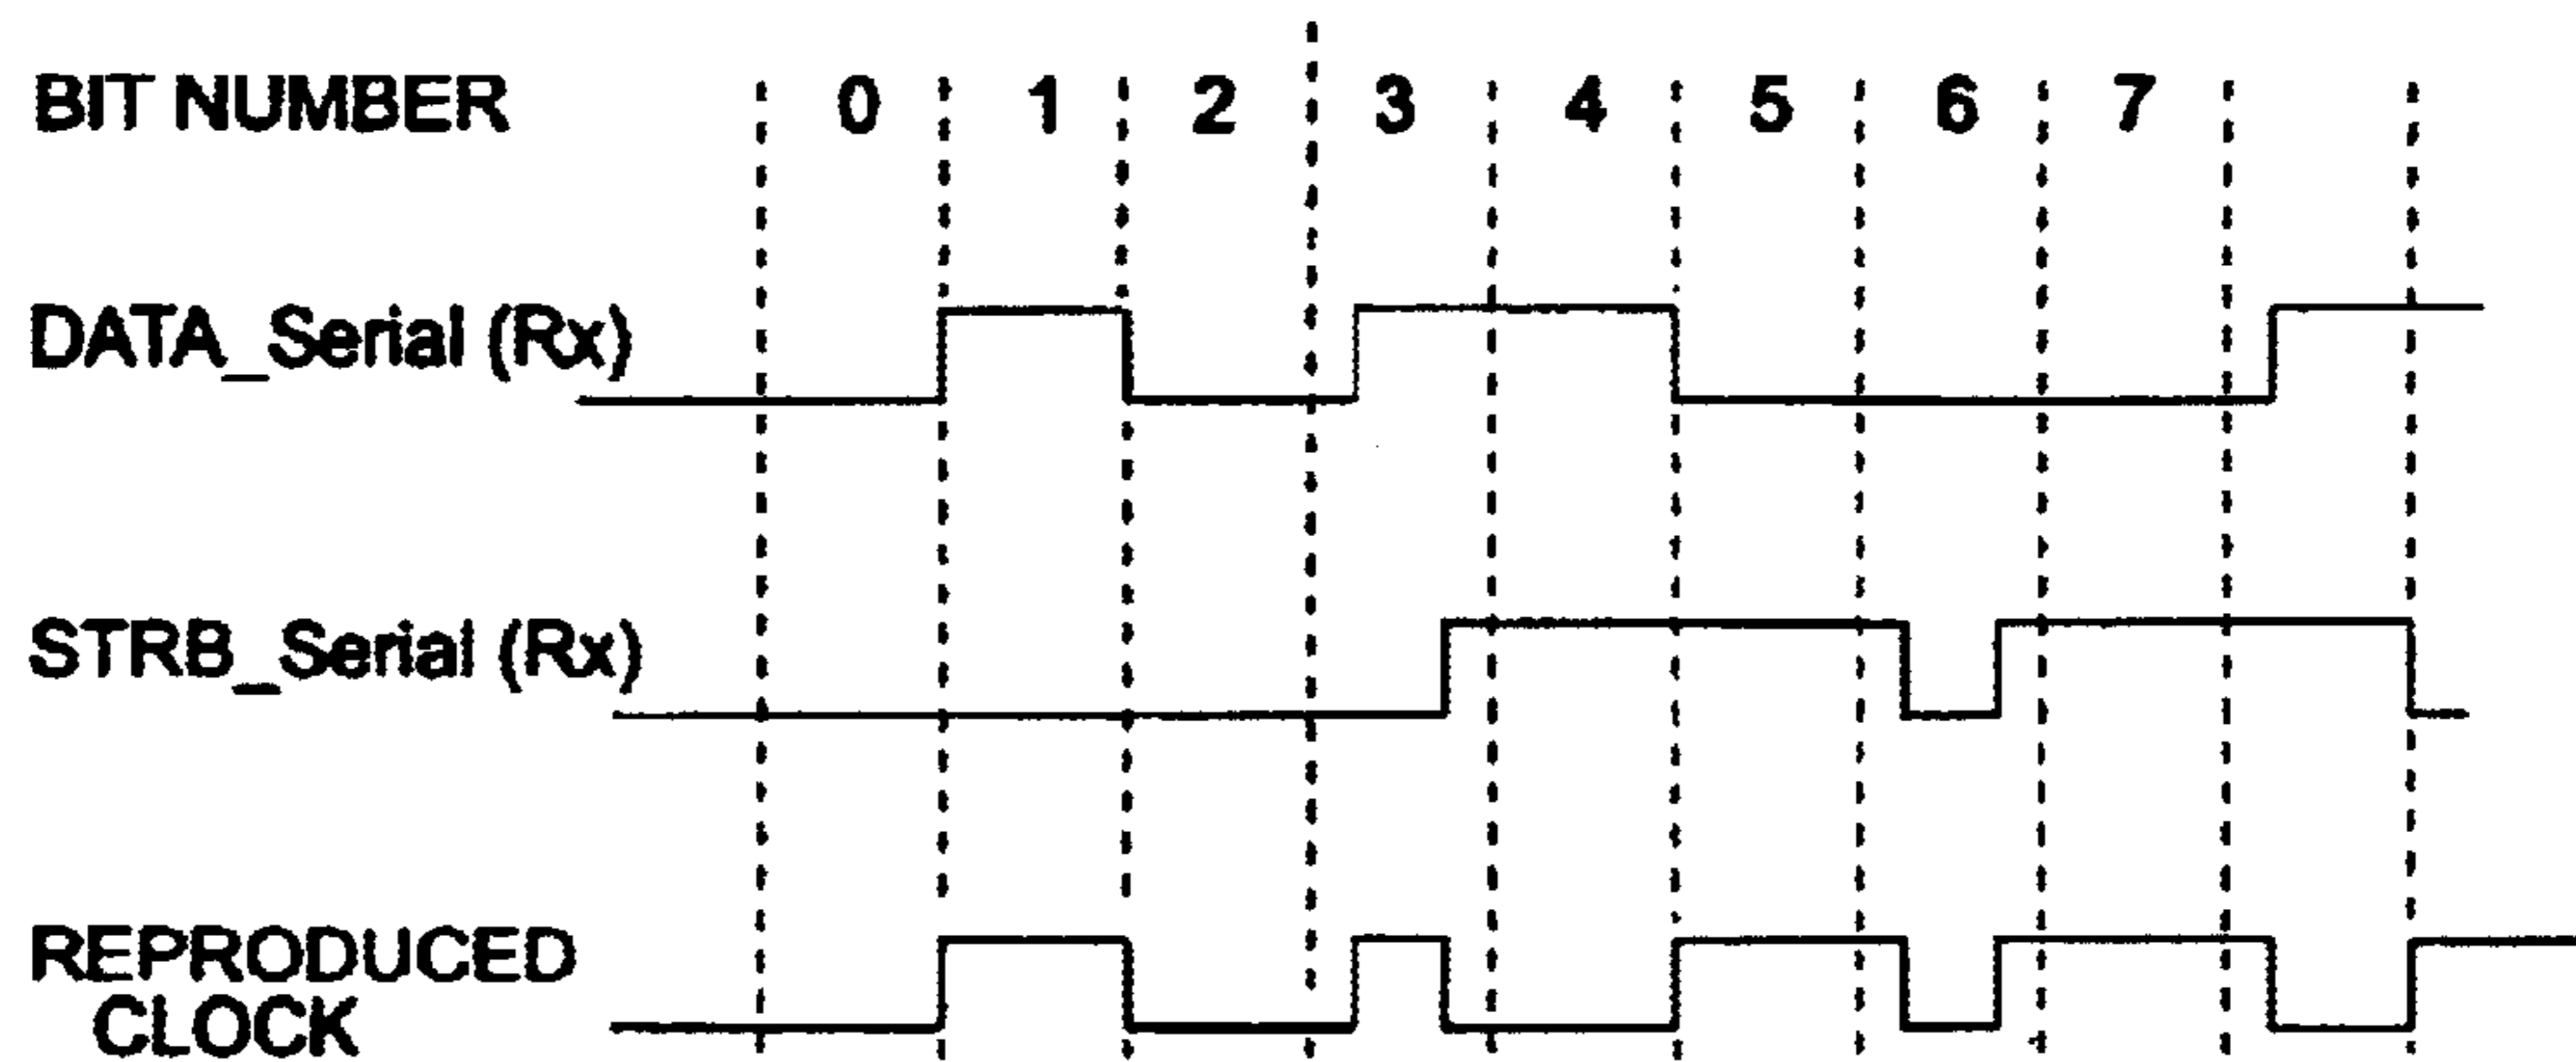 BIT NUMBER 0 1 2 3 4 5 6 7
DATA_Serial (Rx)
STRB_Serial (Rx)
REPRODUCED
CLOCK